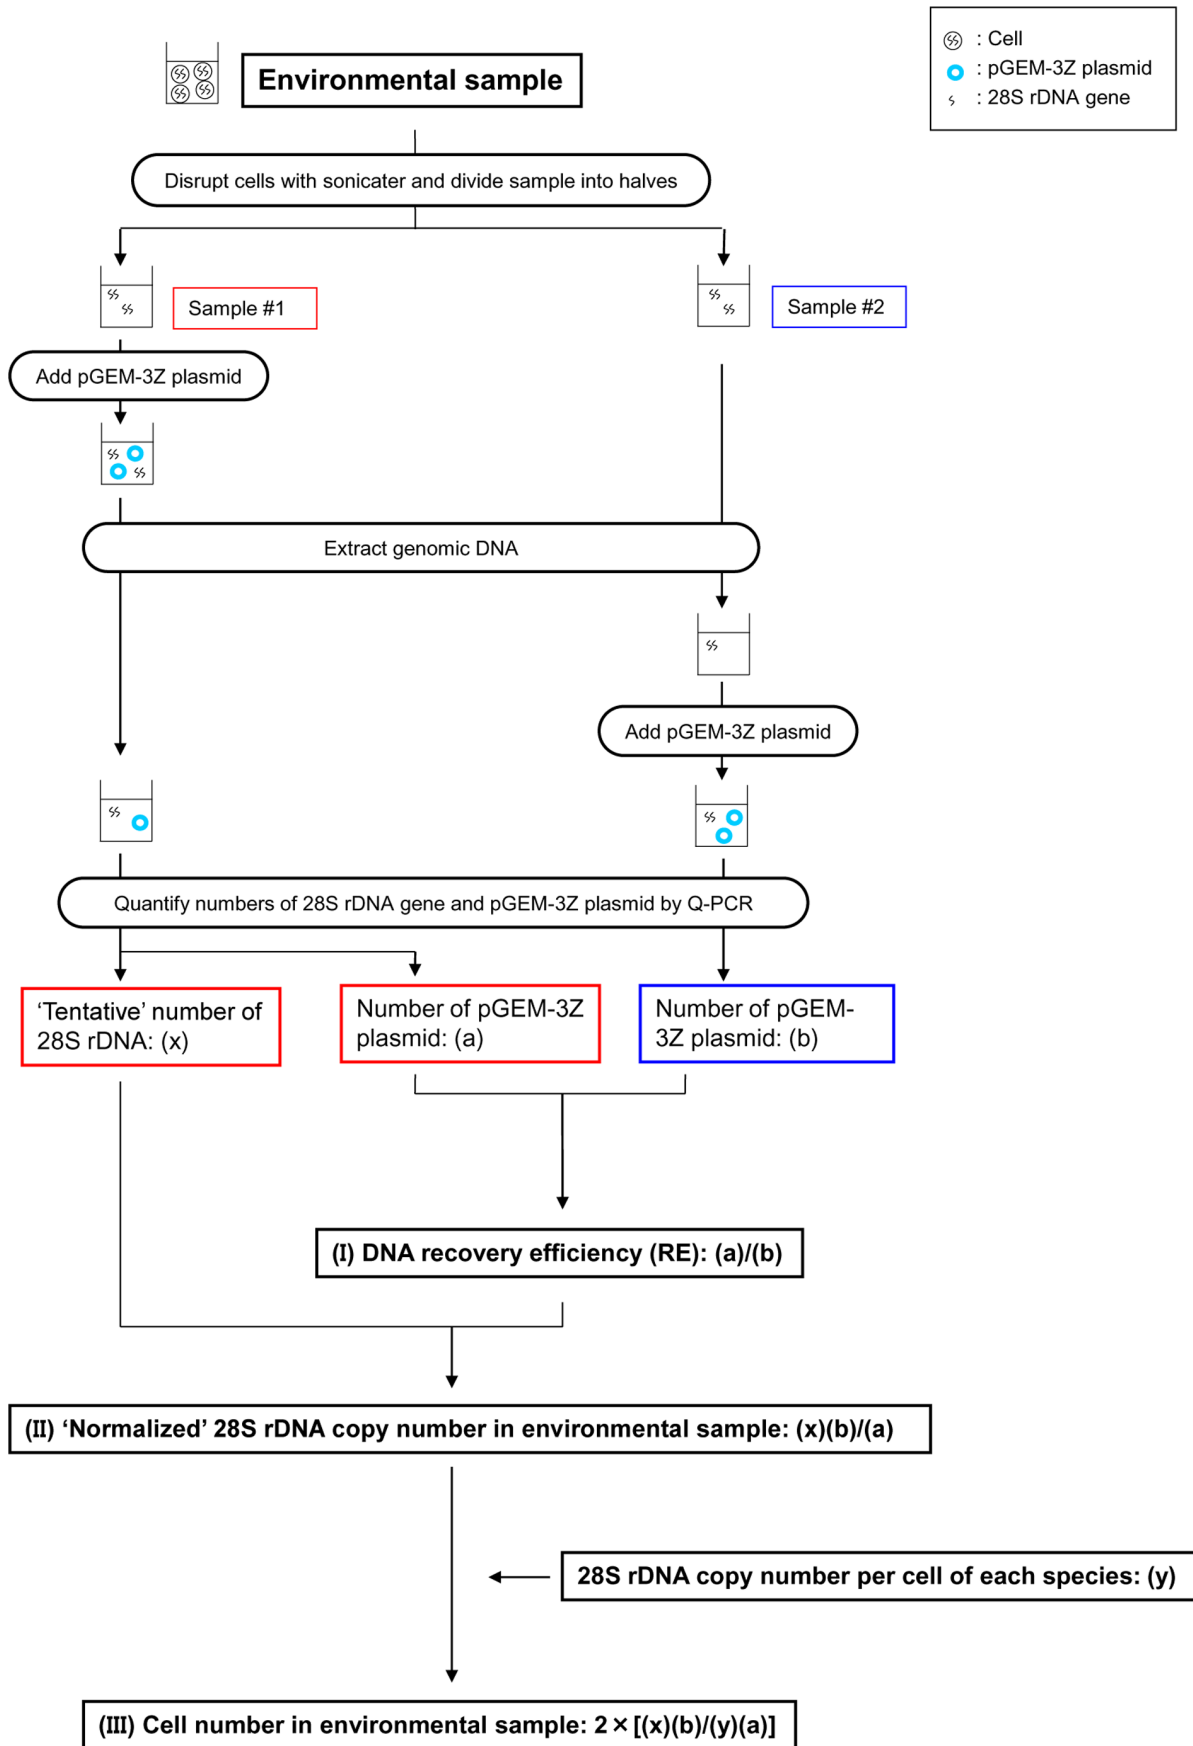 : Cell
: pGEM-3Z plasmid
: 28S rDNA gene
Environmental sample
Disrupt cells with sonicater and divide sample into halves
Sample #1
Sample #2
Add pGEM-3Z plasmid
Extract genomic DNA
Add pGEM-3Z plasmid
Quantify numbers of 28S rDNA gene and pGEM-3Z plasmid by Q-PCR
‘Tentative’ number of
28S rDNA: (x)
Number of pGEM-3Z
plasmid: (a)
Number of pGEM-
3Z plasmid: (b)
(I) DNA recovery efficiency (RE): (a)/(b)
(II) ‘Normalized’ 28S rDNA copy number in environmental sample: (x)(b)/(a)
28S rDNA copy number per cell of each species: (y)
(III) Cell number in environmental sample: 2×[(x)(b)/(y)(a)]